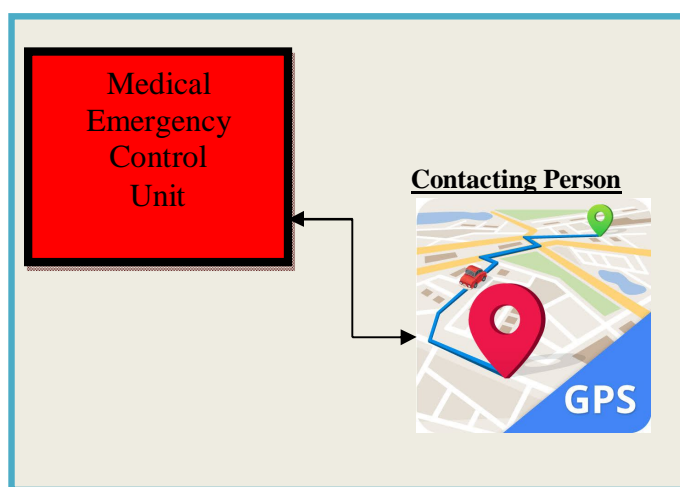 Medical
Emergency
Control
Unit
Contacting Person
GPS